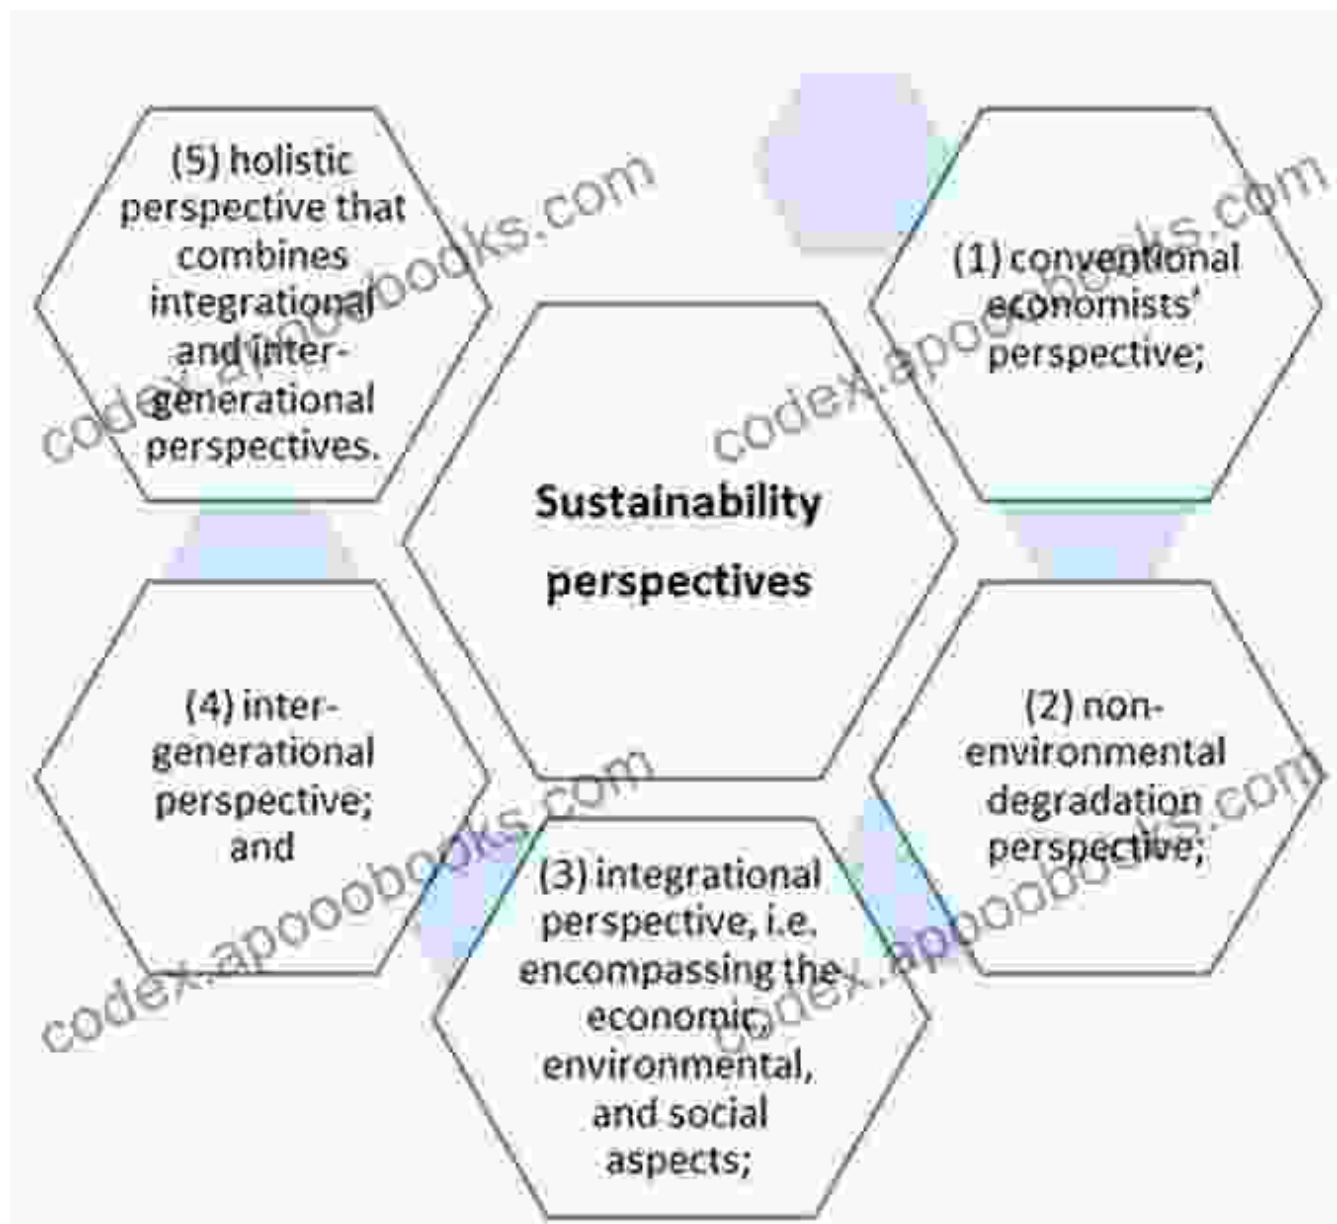 (5) holistic
perspective that
combines
integrational
and inter-
generational
perspectives.
(1) conventional
economists'
perspective;
Sustainability
perspectives
(4) inter-
generational
perspective;
and
(2) non-
environmental
degradation
perspective;
(3) integrational
perspective, i.e.
encompassing the
economic,
environmental,
and social
aspects;
codex.apooobooks.com
codex.apooobooks.com
codex.apooobooks.com
codex.apooobooks.com